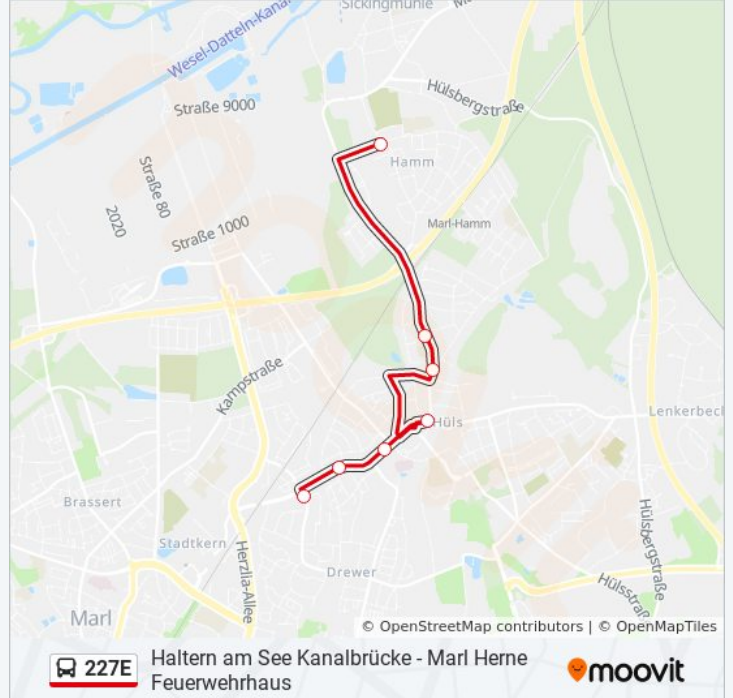 Sickingmühle
Wesel-Datteln-Kanal
Hülsbergstraße
Straße 9000
Hamm
Straße 80
2020
Straße 1000
Marl-Hamm
Kampstraße
Lenkerbeck
Hüls
Brassert
Hülsbergstraße
Stadtkern
Herzlia-Allee
Drewer
Hülsstraße
Marl
© OpenStreetMap contributors | © OpenMapTiles
227E
Haltern am See Kanalbrücke - Marl Herne
Feuerwehrhaus
moovit